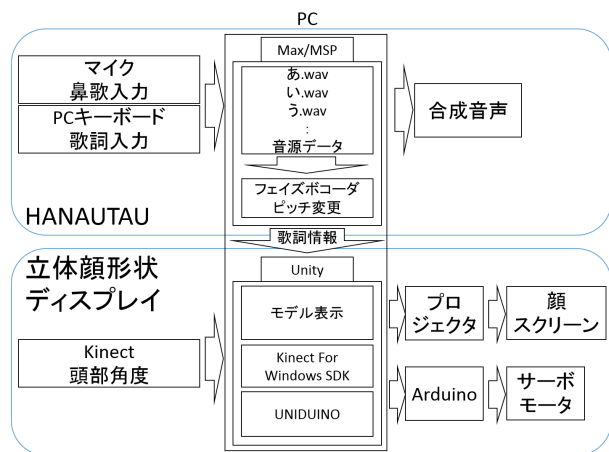 PC
Max/MSP
マイク
鼻歌入力
PCキーボード
歌詞入力
あ.wav
い.wav
う.wav
:
音源データ
フェイズボコーダ
ピッチ変更
合成音声
HANAUTAU
歌詞情報
立体顔形状
ディスプレイ
Unity
Kinect
頭部角度
モデル表示
Kinect For
Windows SDK
UNIDUINO
プロ
ジェクタ
顔
スクリーン
Arduino
サーボ
モータ